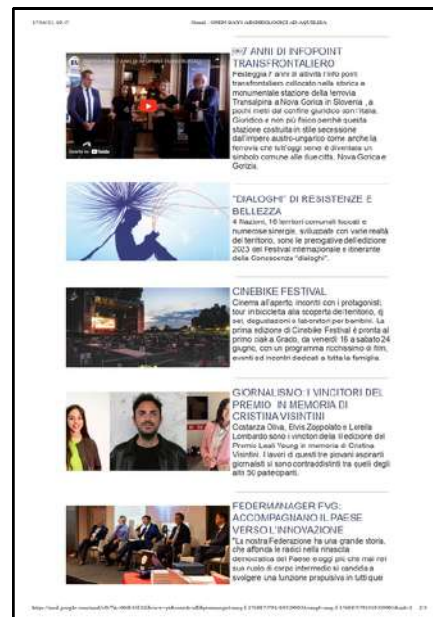 7 ANNI DI INFOPOINT
TRANSFRONTALIERO
Festeggia 7 anni di attività l'info point
transfrontaliero collocato nella storica e
monumentale stazione della ferrovia
Transalpina a Nova Gorica in Slovenia , a
pochi metri dal confine giuridico con l'Italia.
Giuridico e non più fisico perchè questa
stazione costruita in stile secessione
dall'impero austro-ungarico come anche la
ferrovia che tutt'oggi serve è diventata un
simbolo comune alle due città, Nova Gorica e
Gorizia.
"DIALOGHI" DI RESISTENZE E
BELLEZZA
4 Nazioni, 16 territori comunali toccati e
numerose sinergie, sviluppate con varie realtà
del territorio, sono le prerogative dell'edizione
2023 del Festival internazionale e itinerante
della Conoscenza "dialoghi".
CINEBIKE FESTIVAL
Cinema all'aperto, incontri con i protagonisti,
tour in bicicletta alla scoperta del territorio, dj
set, degustazioni e laboratori per bambini. La
prima edizione di Cinebike Festival è pronta al
primo ciak a Grado, da venerdì 16 a sabato 24
giugno, con un programma ricchissimo di film,
eventi ed incontri dedicati a tutta la famiglia.
GIORNALISMO: I VINCITORI DEL
PREMIO IN MEMORIA DI
CRISTINA VISINTINI
Costanza Oliva, Elvis Zoppolato e Lerella
Lombardo sono i vincitori della II edizione del
Premio Leali Young in memoria di Cristina
Visintini. I lavori di questi tre giovani aspiranti
giornalisti si sono contraddistinti tra quelli degli
altri 50 partecipanti.
FEDERMANAGER FVG:
ACCOMPAGNANO IL PAESE
VERSO L'INNOVAZIONE
"La nostra Federazione ha una grande storia,
che affonda le radici nella rinascita
democratica del Paese e oggi più che mai nel
suo ruolo di corpo intermedio si candida a
svolgere una funzione propulsiva in tutti quei